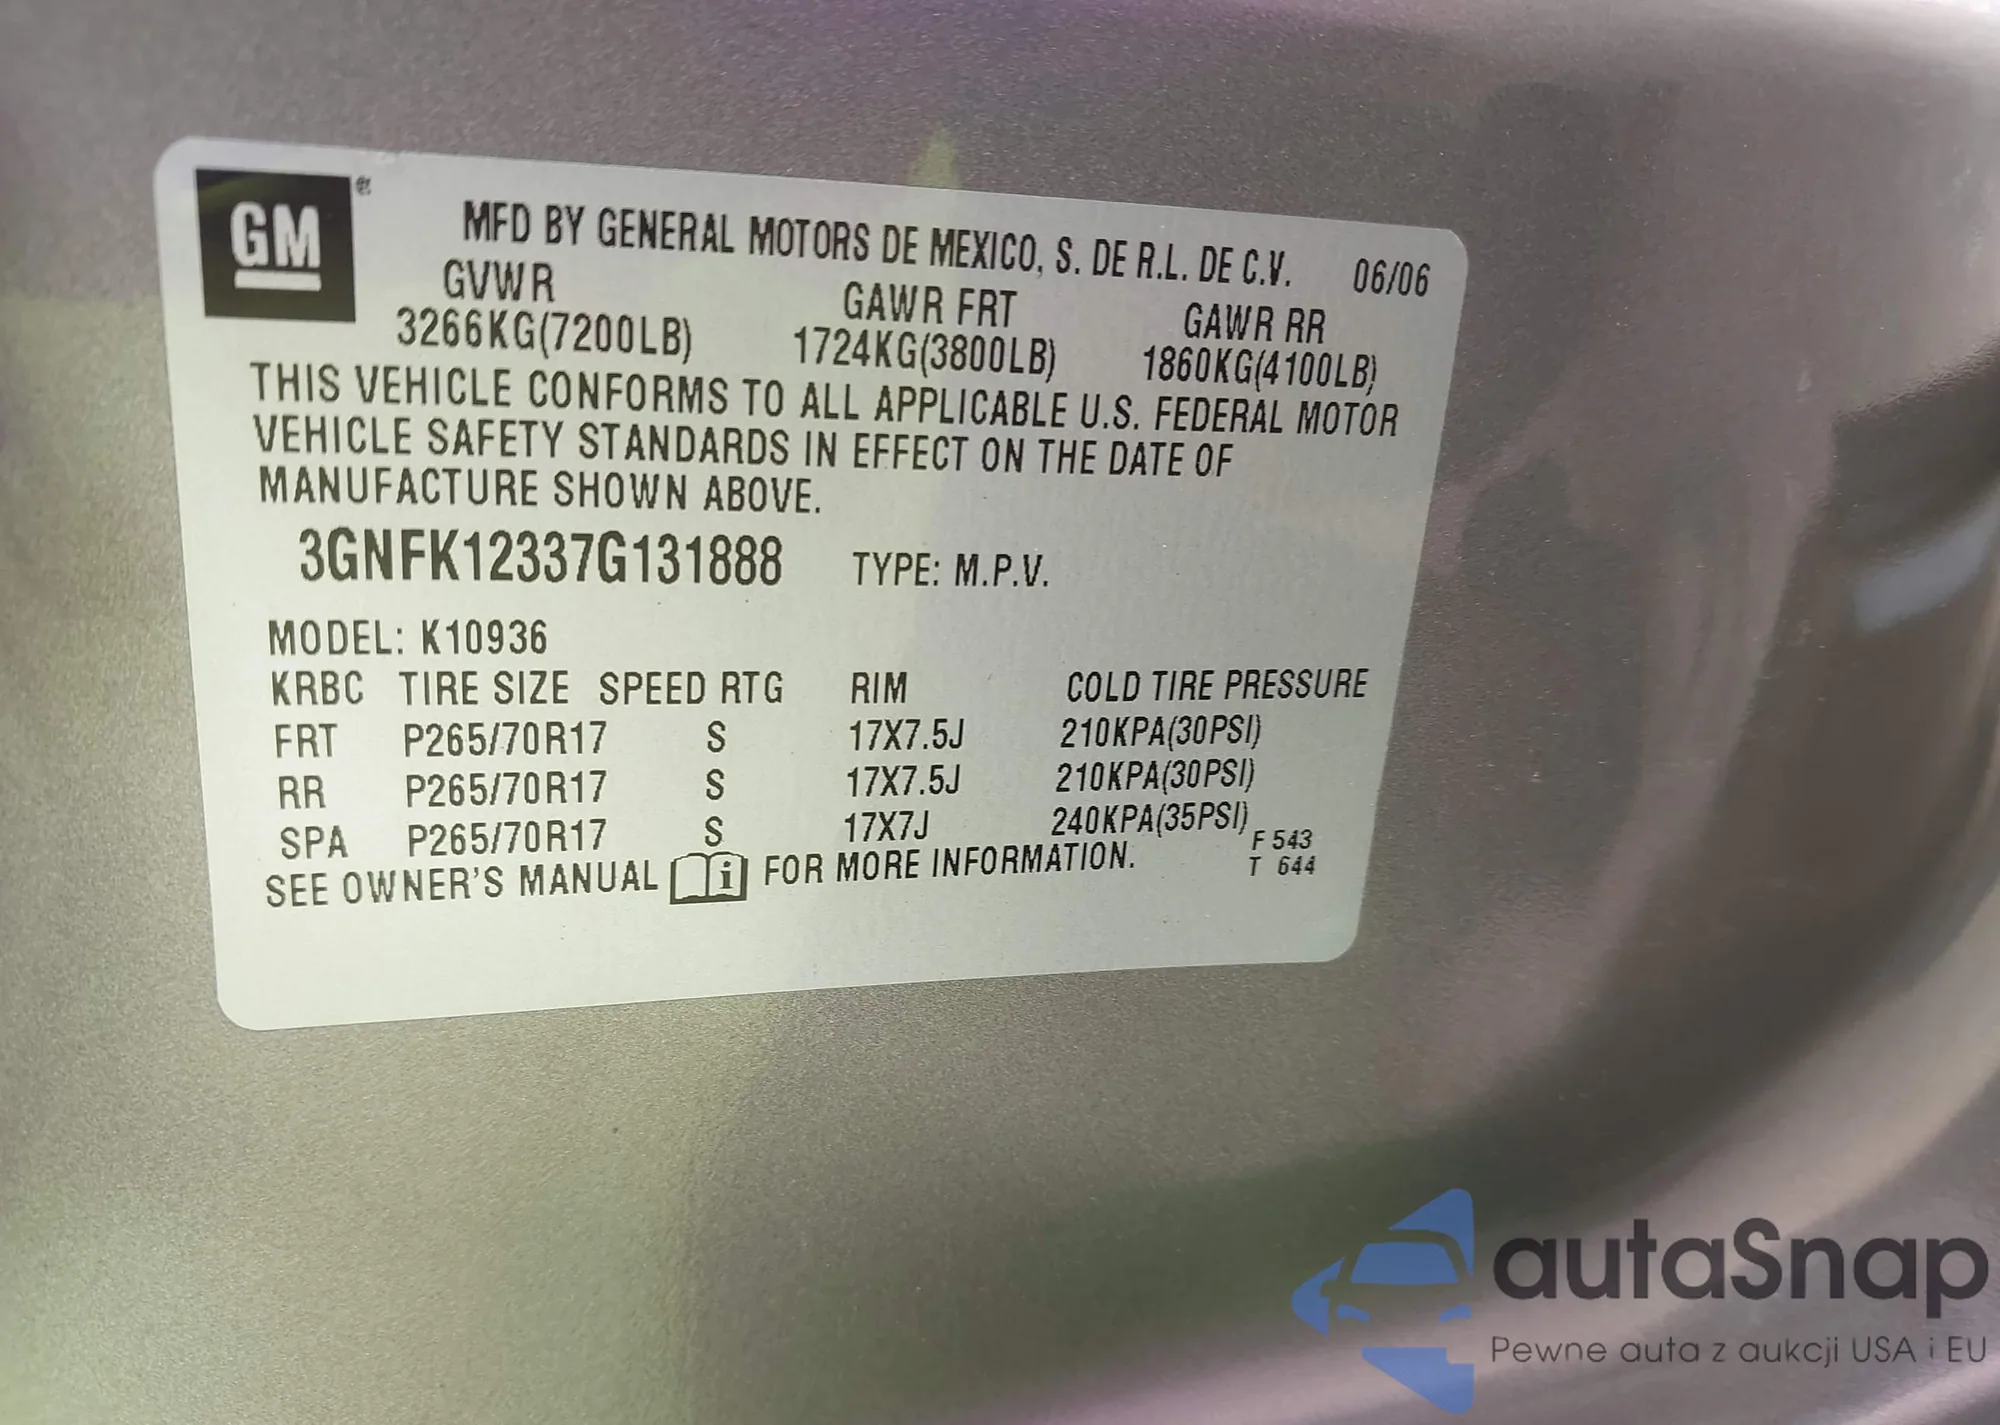 GM ®
MFD BY GENERAL MOTORS DE MEXICO, S. DE R.L. DE C.V. 06/06
GVWR GAWR FRT GAWR RR
3266KG(7200LB) 1724KG(3800LB) 1860KG(4100LB)
THIS VEHICLE CONFORMS TO ALL APPLICABLE U.S. FEDERAL MOTOR
VEHICLE SAFETY STANDARDS IN EFFECT ON THE DATE OF
MANUFACTURE SHOWN ABOVE.
3GNFK12337G131888 TYPE: M.P.V.
MODEL: K10936
KRBC TIRE SIZE SPEED RTG RIM COLD TIRE PRESSURE
FRT P265/70R17 S 17X7.5J 210KPA(30PSI)
RR P265/70R17 S 17X7.5J 210KPA(30PSI)
SPA P265/70R17 S 17X7J 240KPA(35PSI)
F 543
SEE OWNER'S MANUAL i FOR MORE INFORMATION. T 644
autaSnap
Pewne auta z aukcji USA i EU